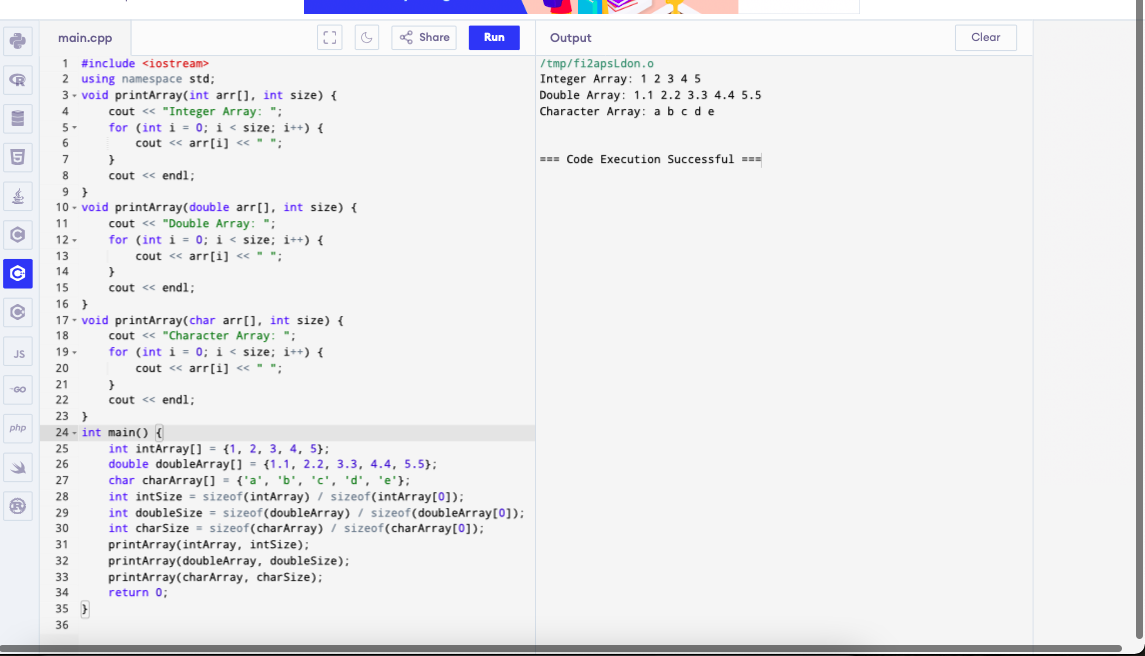 main.cpp
Share
Run
Output
Clear
1 #include <iostream>
2 using namespace std;
3 void printArray(int arr[], int size) {
4     cout << "Integer Array: ";
5     for (int i = 0; i < size; i++) {
6         cout << arr[i] << " ";
7     }
8     cout << endl;
9 }
10 void printArray(double arr[], int size) {
11     cout << "Double Array: ";
12     for (int i = 0; i < size; i++) {
13         cout << arr[i] << " ";
14     }
15     cout << endl;
16 }
17 void printArray(char arr[], int size) {
18     cout << "Character Array: ";
19     for (int i = 0; i < size; i++) {
20         cout << arr[i] << " ";
21     }
22     cout << endl;
23 }
24 int main() {
25     int intArray[] = {1, 2, 3, 4, 5};
26     double doubleArray[] = {1.1, 2.2, 3.3, 4.4, 5.5};
27     char charArray[] = {'a', 'b', 'c', 'd', 'e'};
28     int intSize = sizeof(intArray) / sizeof(intArray[0]);
29     int doubleSize = sizeof(doubleArray) / sizeof(doubleArray[0]);
30     int charSize = sizeof(charArray) / sizeof(charArray[0]);
31     printArray(intArray, intSize);
32     printArray(doubleArray, doubleSize);
33     printArray(charArray, charSize);
34     return 0;
35 }
36
/tmp/fi2apsLdon.o
Integer Array: 1 2 3 4 5
Double Array: 1.1 2.2 3.3 4.4 5.5
Character Array: a b c d e
=== Code Execution Successful ===
JS
GO
php